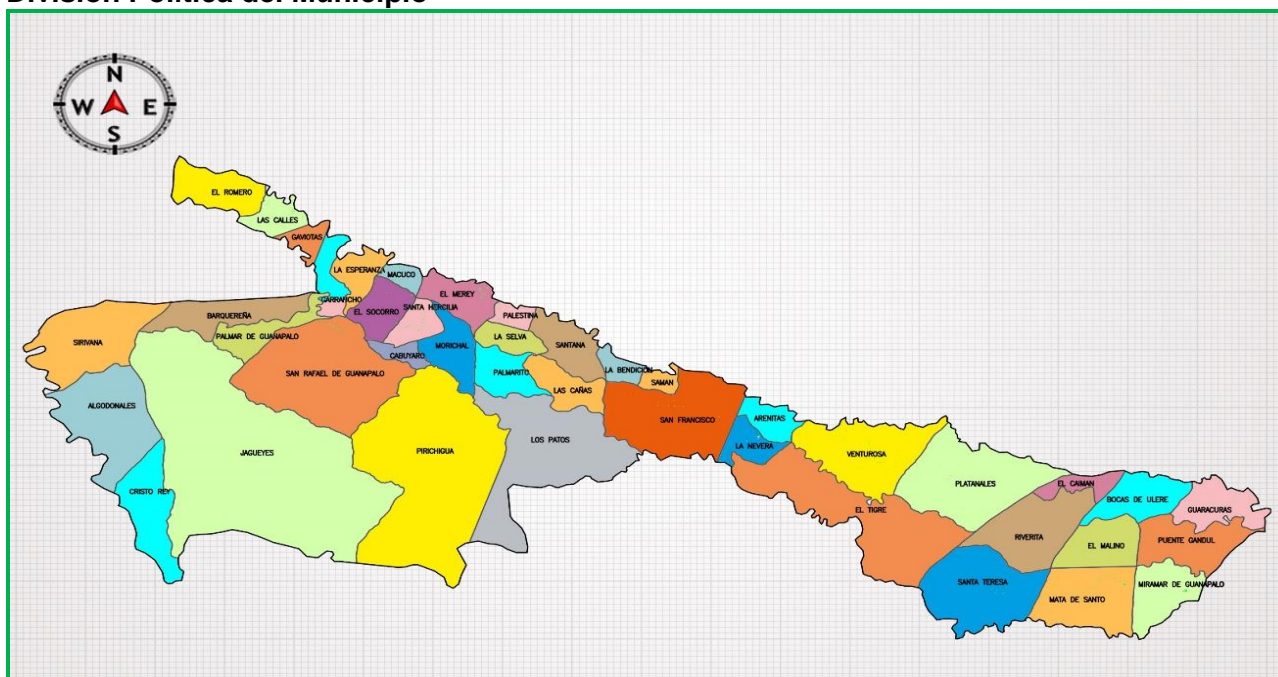 División Política del Municipio
N
W E
S
EL ROMERO
LAS CALLES
GAVIOTAS
LA ESPERANZA
MACUCO
CARRANCHO
EL SOCORRO
SANTA HERCILIA
EL MEREY
PALESTINA
BARQUEREÑA
PALMAR DE GUANAPALO
SIRIVANA
CABUYARO
MORICHAL
LA SELVA
SANTANA
SAN RAFAEL DE GUANAPALO
PALMARITO
LA BENDICION
SAMAN
LAS CAÑAS
ALGODONALES
SAN FRANCISCO
ARENITAS
LOS PATOS
LA NEVERA
JAGUEYES
PIRICHIGUA
VENTUROSA
CRISTO REY
PLATANALES
EL CAIMAN
BOCAS DE ULERE
GUARACURAS
EL TIGRE
RIVERITA
EL MALINO
PUENTE GANDUL
SANTA TERESA
MIRAMAR DE GUANAPALO
MATA DE SANTO